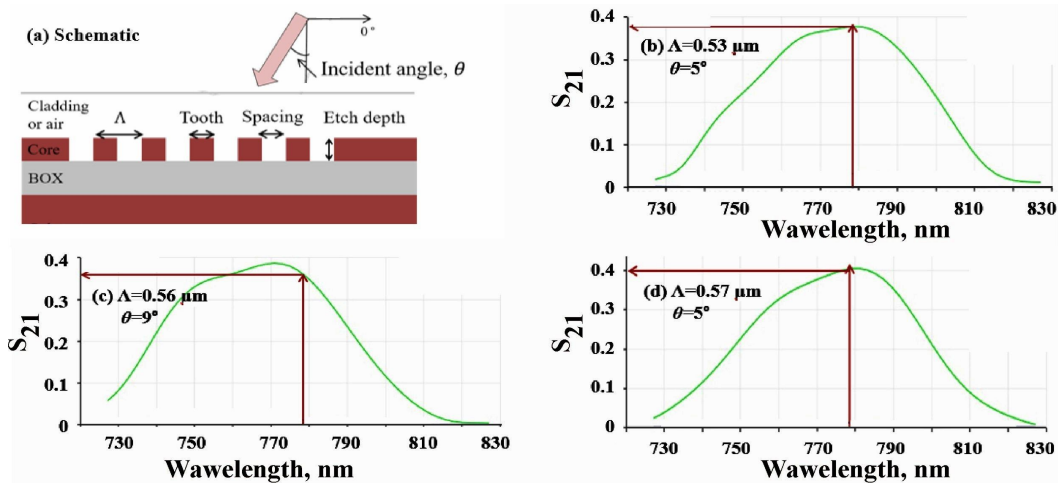 (a) Schematic
0°
Incident angle, θ
Cladding
or air
Λ
Tooth
Spacing
Etch depth
Core
BOX
0.4
0.3
0.2
0.1
0
S21
(b) Λ=0.53 μm
θ=5°
730 750 770 790 810 830
Wawelength, nm
0.4
0.3
0.2
0.1
0
S21
(c) Λ=0.56 μm
θ=9°
730 750 770 790 810 830
Wawelength, nm
0.4
0.3
0.2
0.1
0
S21
(d) Λ=0.57 μm
θ=5°
730 750 770 790 810 830
Wawelength, nm